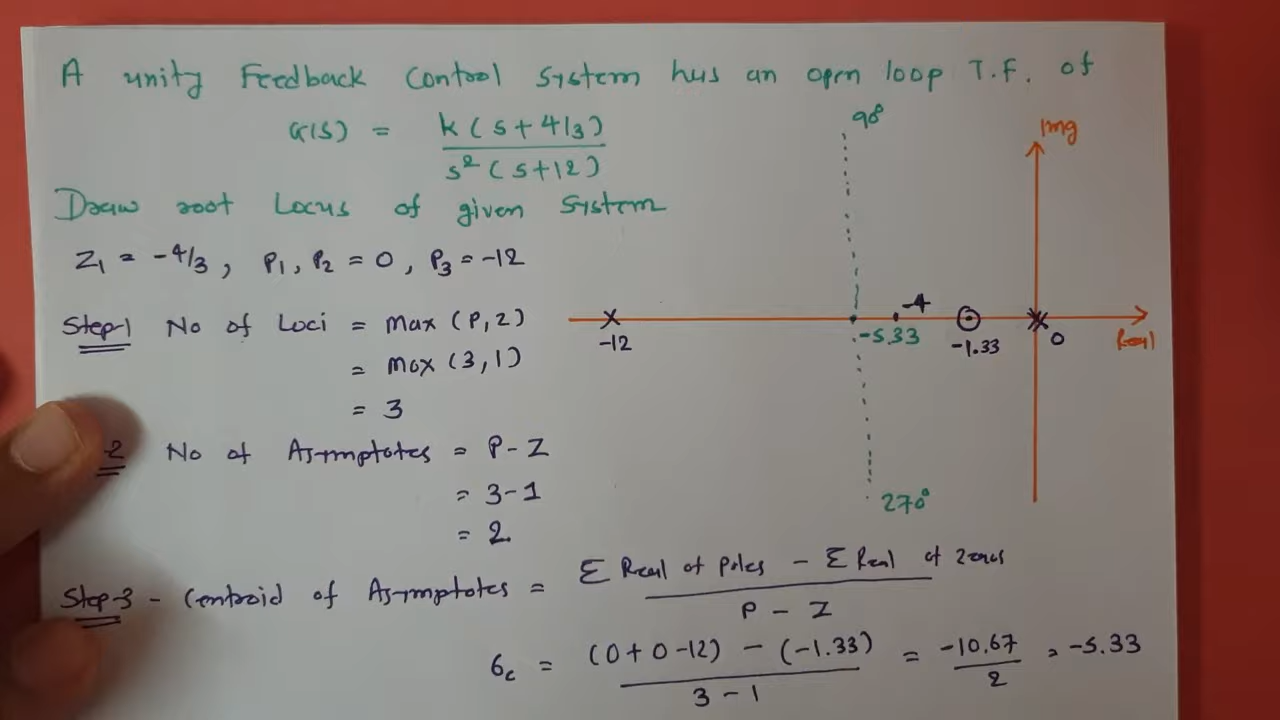 A unity Feedback Control System has an open loop T.F. of
G(S) = K(S+4/3)
S²(S+12)
Draw root Locus of given System
Z₁ = -4/3, P₁, P₂ = 0, P₃ = -12
Step-1 No of Loci = max (P,Z)
= max (3,1)
= 3
-2 No of Asymptotes = P-Z
= 3-1
= 2
Step-3 - Centroid of Asymptotes = Σ Real of Poles - Σ Real of Zeros
P - Z
σc = (0+0-12) - (-1.33) = -10.67 = -5.33
3-1 2
90°
Img
-12
-5.33
-4
-1.33
0
Real
270°